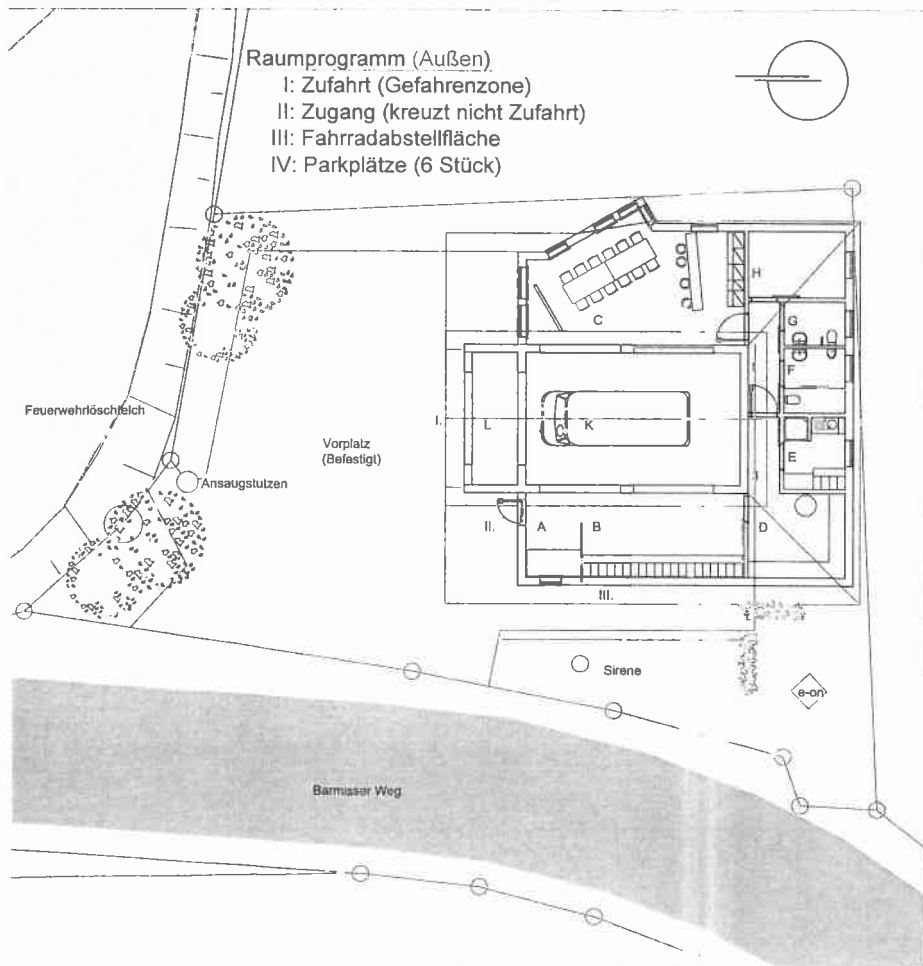 Raumprogramm (Außen)
I: Zufahrt (Gefahrenzone)
II: Zugang (kreuzt nicht Zufahrt)
III: Fahrradabstellfläche
IV: Parkplätze (6 Stück)
H
C
G
F
Feuerwehrlöschteich
I.
L
K
Vorplatz
(Befestigt)
E
Ansaugstutzen
II.
A
B
D
III.
Sirene
e-on
Barmisser Weg